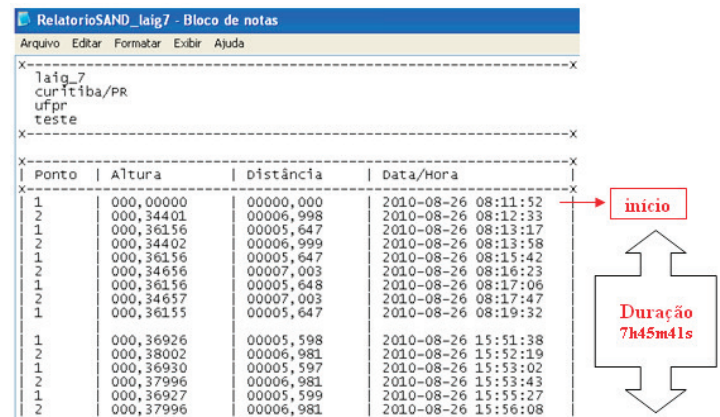 RelatorioSAND_laig7 - Bloco de notas
Arquivo Editar Formatar Exibir Ajuda
x----------------------------------------------------------------x
laig_7
curitiba/PR
ufpr
teste
x----------------------------------------------------------------x
x----------------------------------------------------------------x
| Ponto | Altura | Distância | Data/Hora |
x----------------------------------------------------------------x
| 1 | 000,00000 | 00000,000 | 2010-08-26 08:11:52 início
| 2 | 000,34401 | 00006,998 | 2010-08-26 08:12:33
| 1 | 000,36156 | 00005,647 | 2010-08-26 08:13:17
| 2 | 000,34402 | 00006,999 | 2010-08-26 08:13:58
| 1 | 000,36156 | 00005,647 | 2010-08-26 08:15:42
| 2 | 000,34656 | 00007,003 | 2010-08-26 08:16:23
| 1 | 000,36156 | 00005,648 | 2010-08-26 08:17:06
| 2 | 000,34657 | 00007,003 | 2010-08-26 08:17:47
| 1 | 000,36155 | 00005,647 | 2010-08-26 08:19:32
Duração
7h45m41s
| 1 | 000,36926 | 00005,598 | 2010-08-26 15:51:38
| 2 | 000,38002 | 00006,981 | 2010-08-26 15:52:19
| 1 | 000,36930 | 00005,597 | 2010-08-26 15:53:02
| 2 | 000,37996 | 00006,981 | 2010-08-26 15:53:43
| 1 | 000,36927 | 00005,599 | 2010-08-26 15:55:27
| 2 | 000,37996 | 00006,981 | 2010-08-26 15:56:08